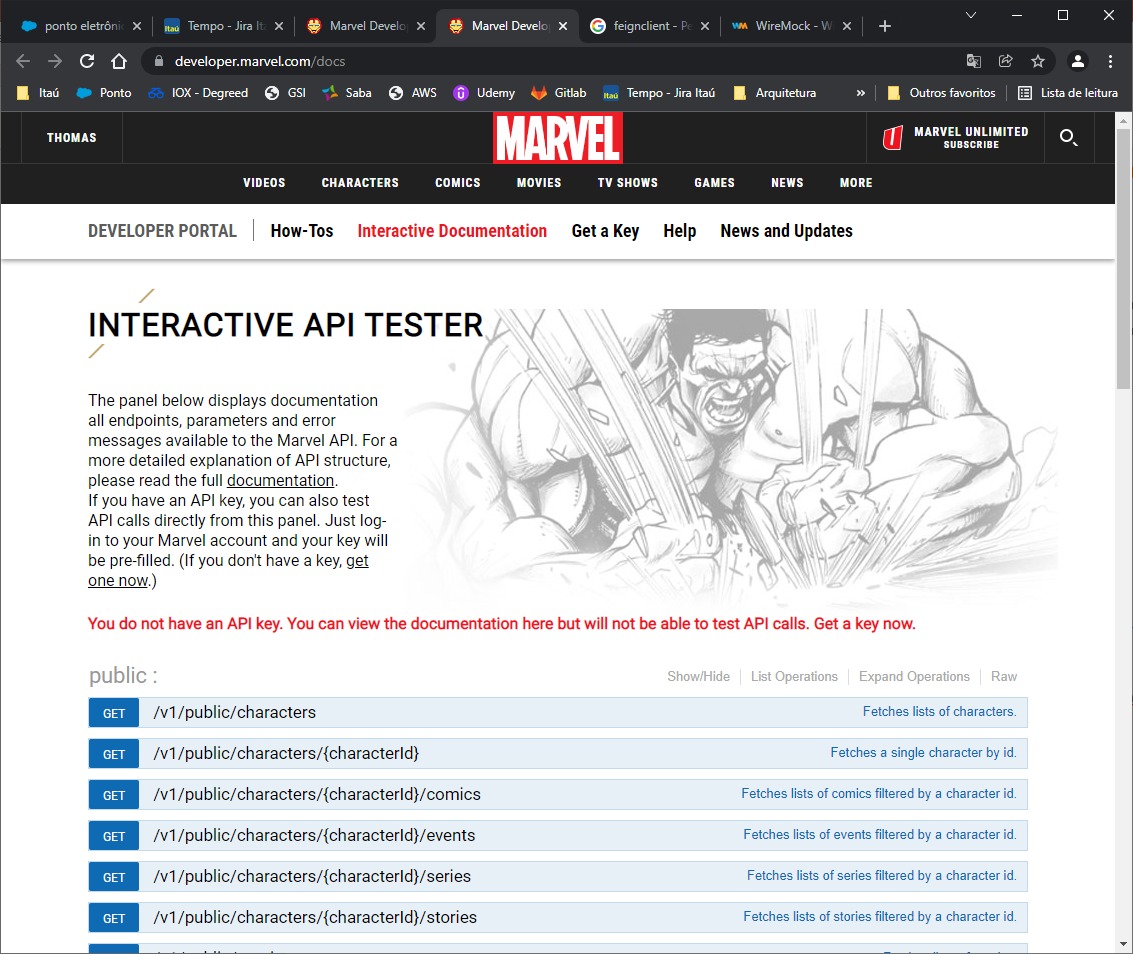 ponto eletrôni
Tempo - Jira It
Marvel Develo
Marvel Develo
feignclient - Pe
WireMock - W
developer.marvel.com/docs
Itaú
Ponto
IOX - Degreed
GSI
Saba
AWS
Udemy
Gitlab
Tempo - Jira Itaú
Arquitetura
»
Outros favoritos
Lista de leitura
THOMAS
MARVEL
MARVEL UNLIMITED
SUBSCRIBE
VIDEOS
CHARACTERS
COMICS
MOVIES
TV SHOWS
GAMES
NEWS
MORE
DEVELOPER PORTAL
How-Tos
Interactive Documentation
Get a Key
Help
News and Updates
INTERACTIVE API TESTER
The panel below displays documentation
all endpoints, parameters and error
messages available to the Marvel API. For a
more detailed explanation of API structure,
please read the full documentation.
If you have an API key, you can also test
API calls directly from this panel. Just log-
in to your Marvel account and your key will
be pre-filled. (If you don't have a key, get
one now.)
You do not have an API key. You can view the documentation here but will not be able to test API calls. Get a key now.
public :
Show/Hide
List Operations
Expand Operations
Raw
GET /v1/public/characters Fetches lists of characters.
GET /v1/public/characters/{characterId} Fetches a single character by id.
GET /v1/public/characters/{characterId}/comics Fetches lists of comics filtered by a character id.
GET /v1/public/characters/{characterId}/events Fetches lists of events filtered by a character id.
GET /v1/public/characters/{characterId}/series Fetches lists of series filtered by a character id.
GET /v1/public/characters/{characterId}/stories Fetches lists of stories filtered by a character id.